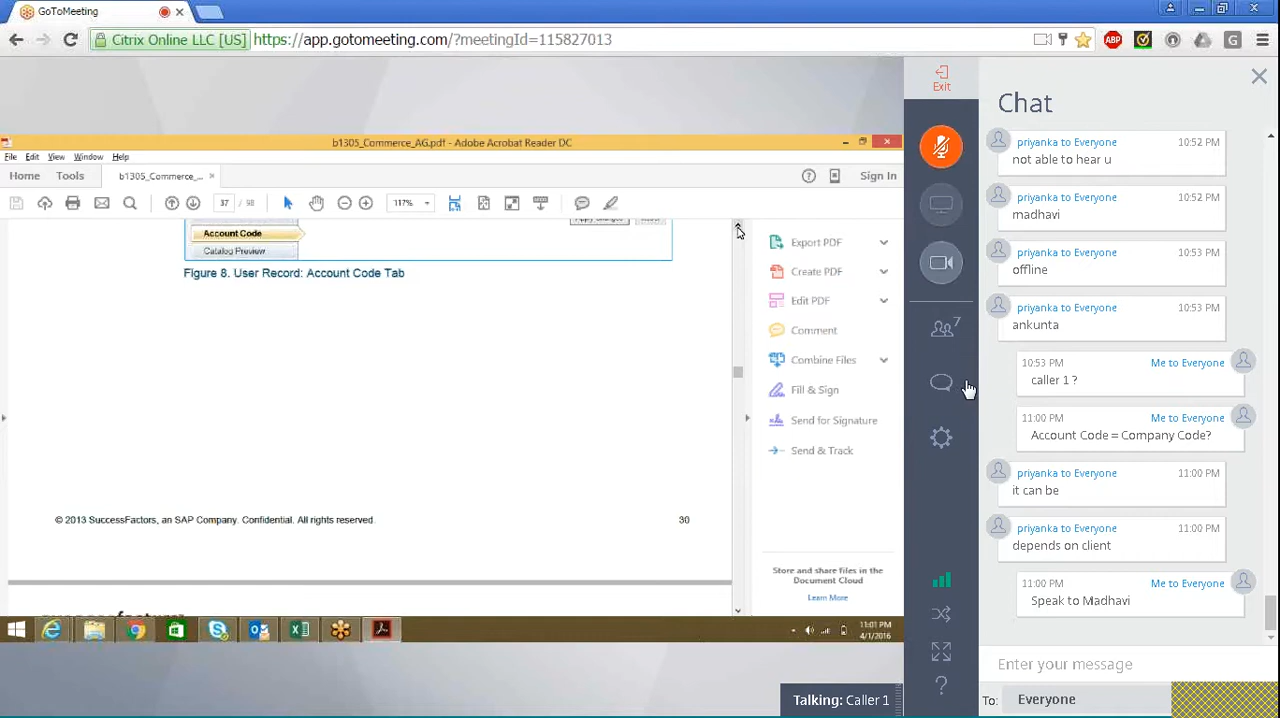 GoToMeeting
Citrix Online LLC [US]
https://app.gotomeeting.com/?meetingId=115827013
ABP
G
Exit
Chat
b1305_Commerce_AG.pdf - Adobe Acrobat Reader DC
File Edit View Window Help
Home Tools b1305_Commerce_... Sign In
37 / 98 117%
Account Code
Catalog Preview
Figure 8. User Record: Account Code Tab
© 2013 SuccessFactors, an SAP Company. Confidential. All rights reserved. 30
Export PDF
Create PDF
Edit PDF
Comment
Combine Files
Fill & Sign
Send for Signature
Send & Track
Store and share files in the
Document Cloud
Learn More
11:01 PM
4/1/2016
7
Talking: Caller 1
priyanka to Everyone 10:52 PM
not able to hear u
priyanka to Everyone 10:52 PM
madhavi
priyanka to Everyone 10:53 PM
offline
priyanka to Everyone 10:53 PM
ankunta
10:53 PM Me to Everyone
caller 1 ?
11:00 PM Me to Everyone
Account Code = Company Code?
priyanka to Everyone 11:00 PM
it can be
priyanka to Everyone 11:00 PM
depends on client
11:00 PM Me to Everyone
Speak to Madhavi
Enter your message
To: Everyone